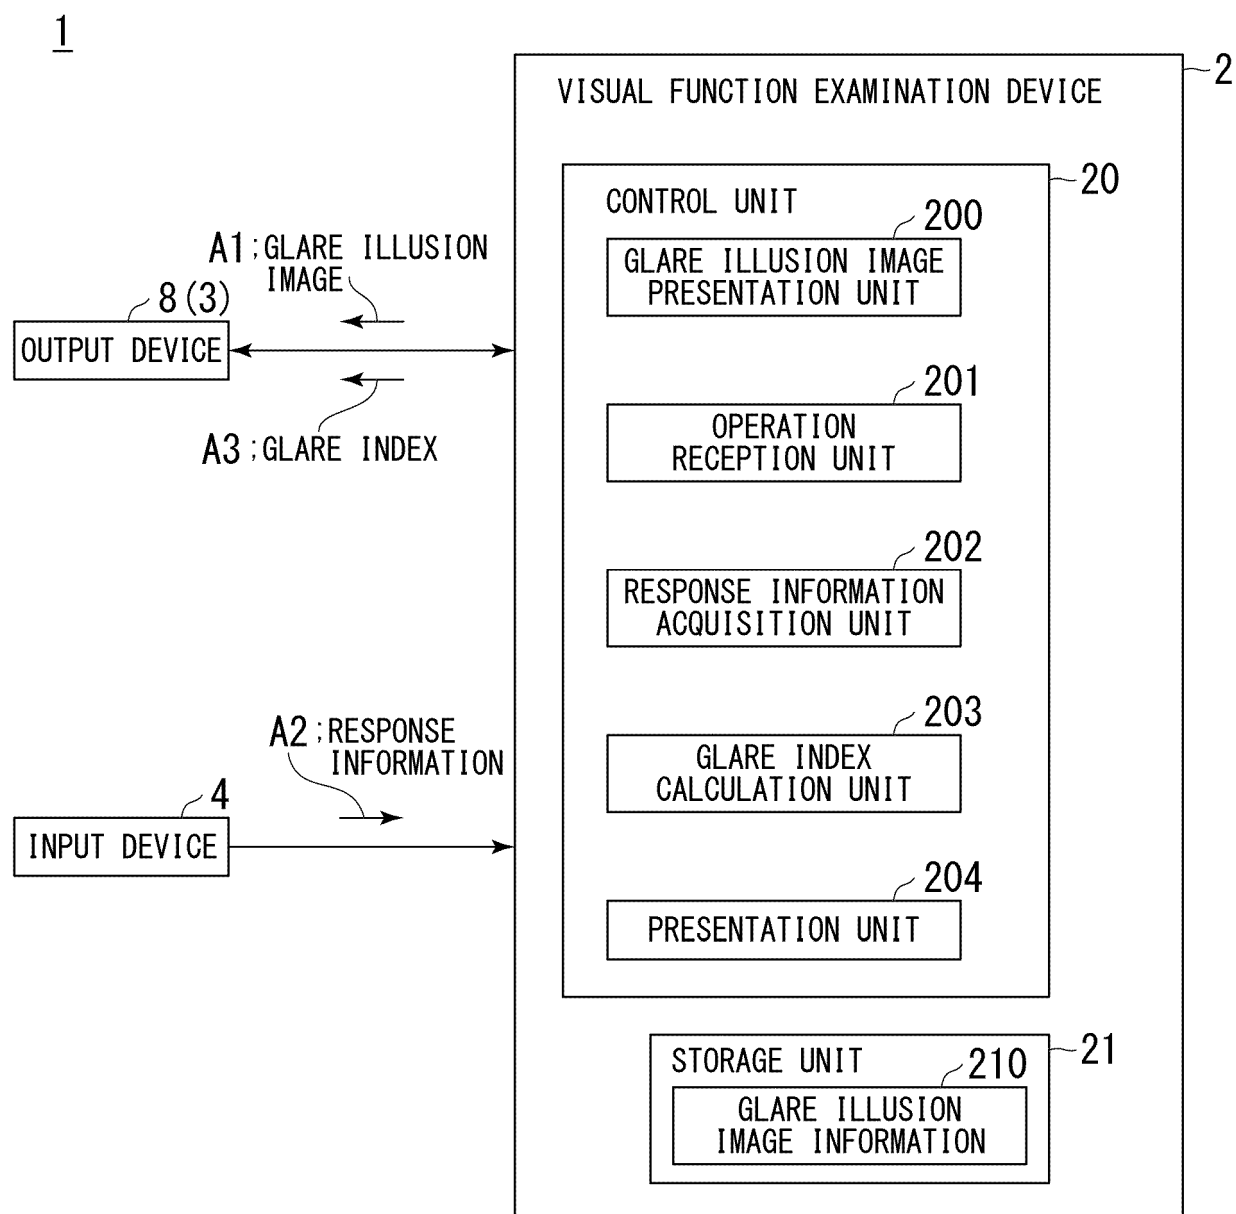 1
2
VISUAL FUNCTION EXAMINATION DEVICE
20
CONTROL UNIT
200
GLARE ILLUSION IMAGE
PRESENTATION UNIT
A1;GLARE ILLUSION
IMAGE
8(3)
OUTPUT DEVICE
A3;GLARE INDEX
201
OPERATION
RECEPTION UNIT
202
RESPONSE INFORMATION
ACQUISITION UNIT
A2;RESPONSE
INFORMATION
4
INPUT DEVICE
203
GLARE INDEX
CALCULATION UNIT
204
PRESENTATION UNIT
21
STORAGE UNIT
210
GLARE ILLUSION
IMAGE INFORMATION